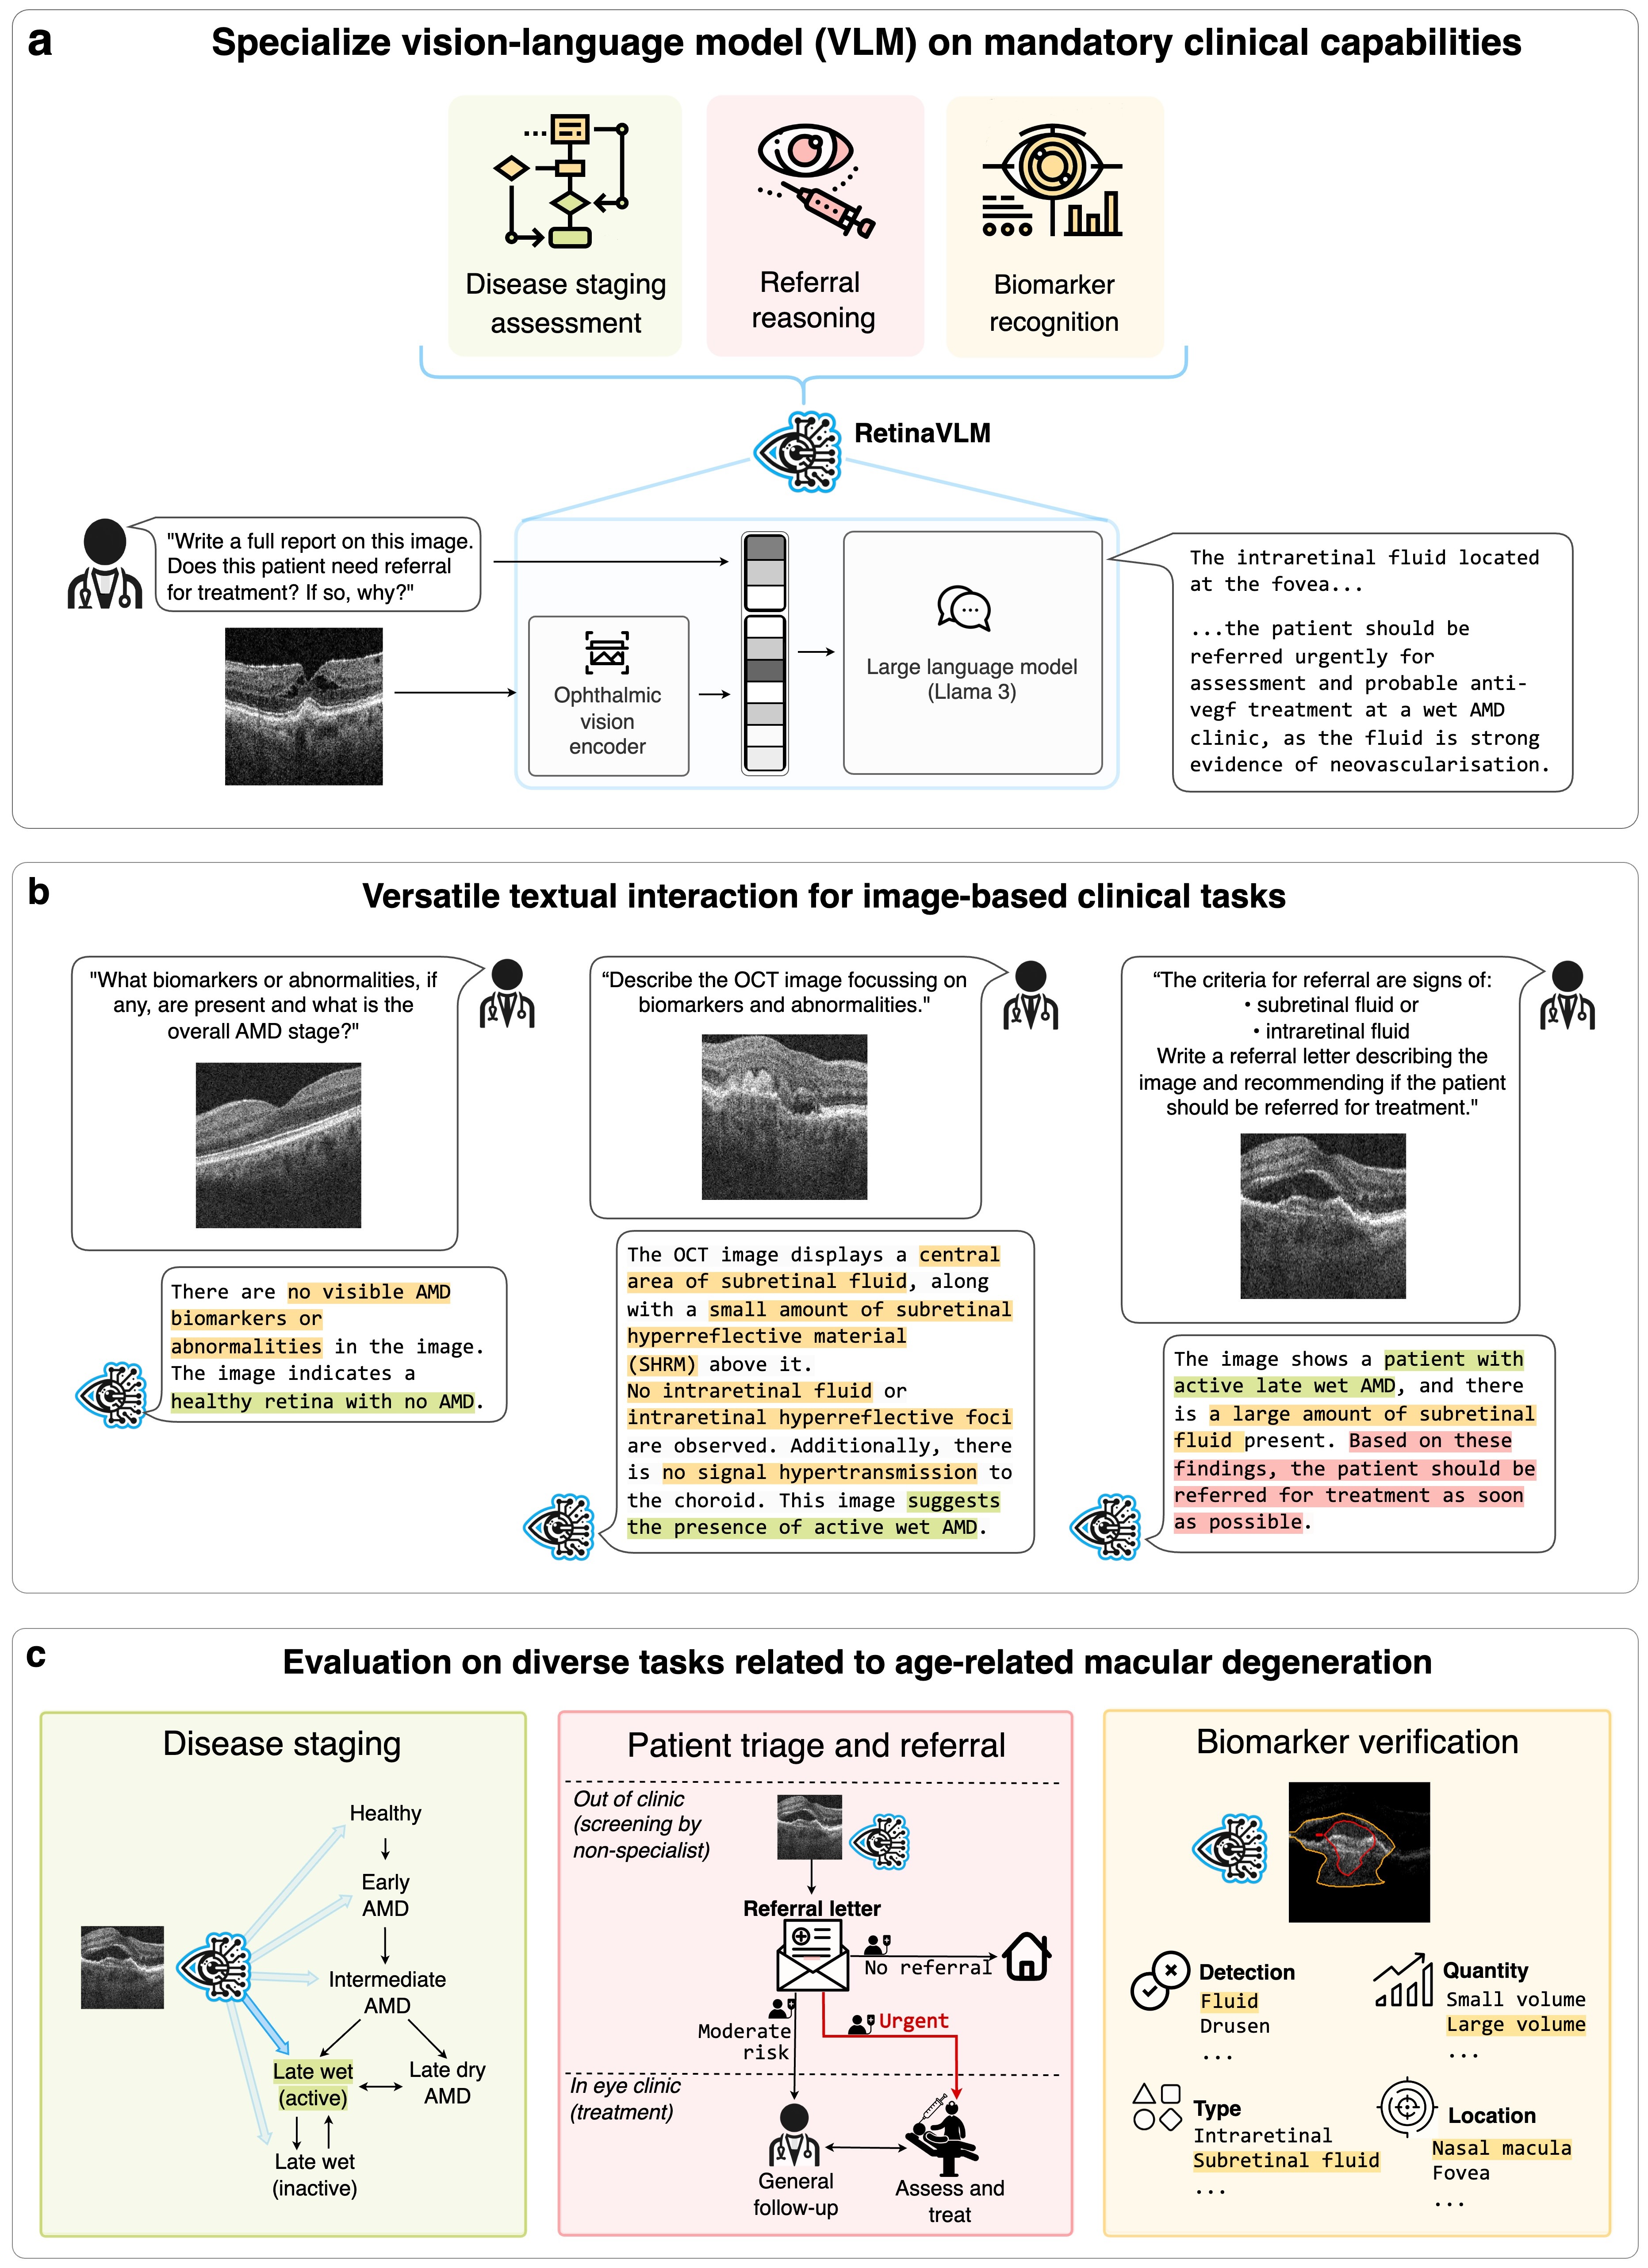 a
Specialize vision-language model (VLM) on mandatory clinical capabilities
Disease staging
assessment
Referral
reasoning
Biomarker
recognition
RetinaVLM
"Write a full report on this image.
Does this patient need referral
for treatment? If so, why?"
Ophthalmic
vision
encoder
Large language model
(Llama 3)
The intraretinal fluid located
at the fovea...
...the patient should be
referred urgently for
assessment and probable anti-
vegf treatment at a wet AMD
clinic, as the fluid is strong
evidence of neovascularisation.
b
Versatile textual interaction for image-based clinical tasks
"What biomarkers or abnormalities, if
any, are present and what is the
overall AMD stage?"
There are no visible AMD
biomarkers or
abnormalities in the image.
The image indicates a
healthy retina with no AMD.
“Describe the OCT image focussing on
biomarkers and abnormalities."
The OCT image displays a central
area of subretinal fluid, along
with a small amount of subretinal
hyperreflective material
(SHRM) above it.
No intraretinal fluid or
intraretinal hyperreflective foci
are observed. Additionally, there
is no signal hypertransmission to
the choroid. This image suggests
the presence of active wet AMD.
“The criteria for referral are signs of:
• subretinal fluid or
• intraretinal fluid
Write a referral letter describing the
image and recommending if the patient
should be referred for treatment."
The image shows a patient with
active late wet AMD, and there
is a large amount of subretinal
fluid present. Based on these
findings, the patient should be
referred for treatment as soon
as possible.
c
Evaluation on diverse tasks related to age-related macular degeneration
Disease staging
Healthy
Early
AMD
Intermediate
AMD
Late wet
(active)
Late dry
AMD
Late wet
(inactive)
Patient triage and referral
Out of clinic
(screening by
non-specialist)
Referral letter
No referral
Moderate
risk
Urgent
In eye clinic
(treatment)
General
follow-up
Assess and
treat
Biomarker verification
Detection
Fluid
Drusen
...
Quantity
Small volume
Large volume
...
Type
Intraretinal
Subretinal fluid
...
Location
Nasal macula
Fovea
...